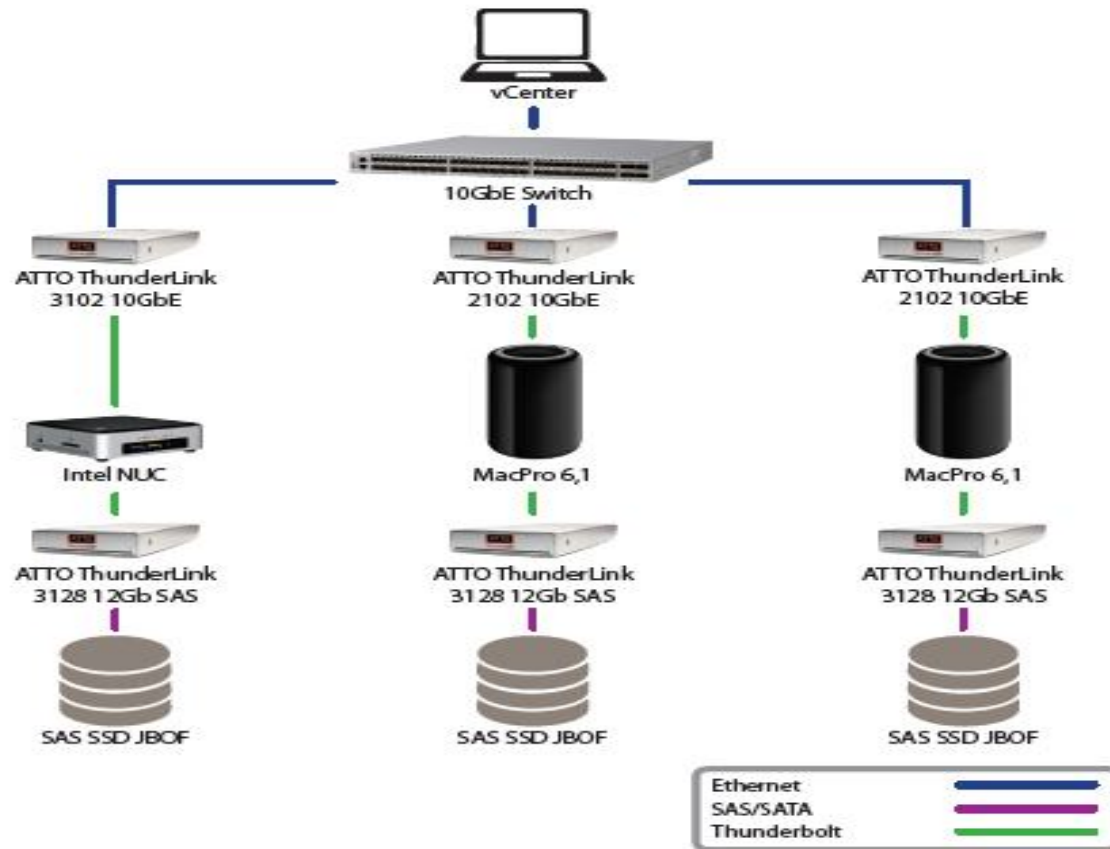 vCenter
10GbE Switch
ATTO ThunderLink
3102 10GbE
ATTO ThunderLink
2102 10GbE
ATTO ThunderLink
2102 10GbE
Intel NUC
MacPro 6,1
MacPro 6,1
ATTO ThunderLink
3128 12Gb SAS
ATTO ThunderLink
3128 12Gb SAS
ATTO ThunderLink
3128 12Gb SAS
SAS SSD JBOF
SAS SSD JBOF
SAS SSD JBOF
Ethernet
SAS/SATA
Thunderbolt